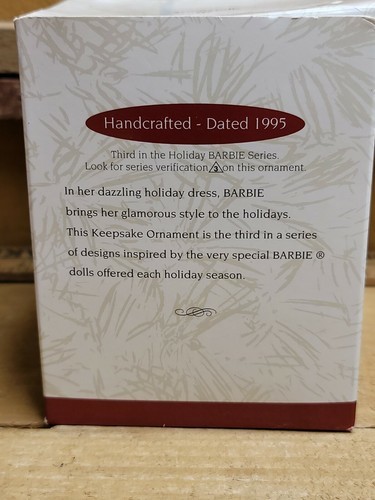 Handcrafted - Dated 1995
Third in the Holiday BARBIE Series.
Look for series verification 3 on this ornament.
In her dazzling holiday dress, BARBIE
brings her glamorous style to the holidays.
This Keepsake Ornament is the third in a series
of designs inspired by the very special BARBIE ®
dolls offered each holiday season.